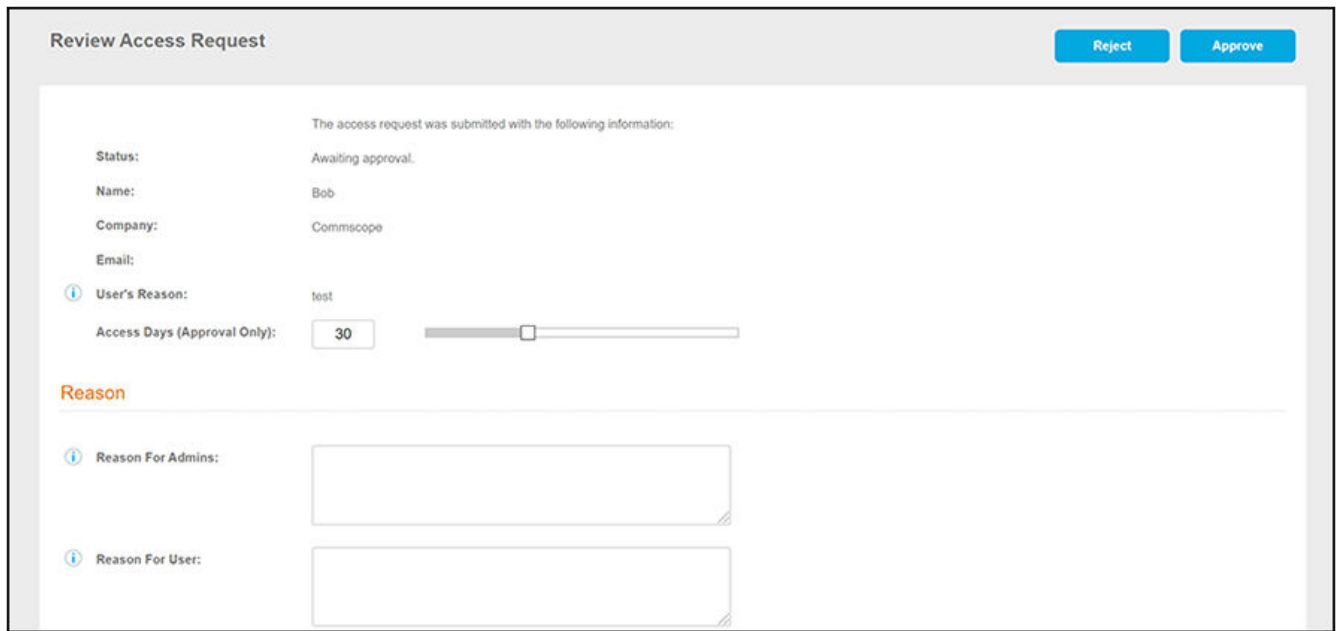 Review Access Request
Reject
Approve
The access request was submitted with the following information:
Status: Awaiting approval.
Name: Bob
Company: Commscope
Email:
i User's Reason: test
Access Days (Approval Only): 30
Reason
i Reason For Admins:
i Reason For User: